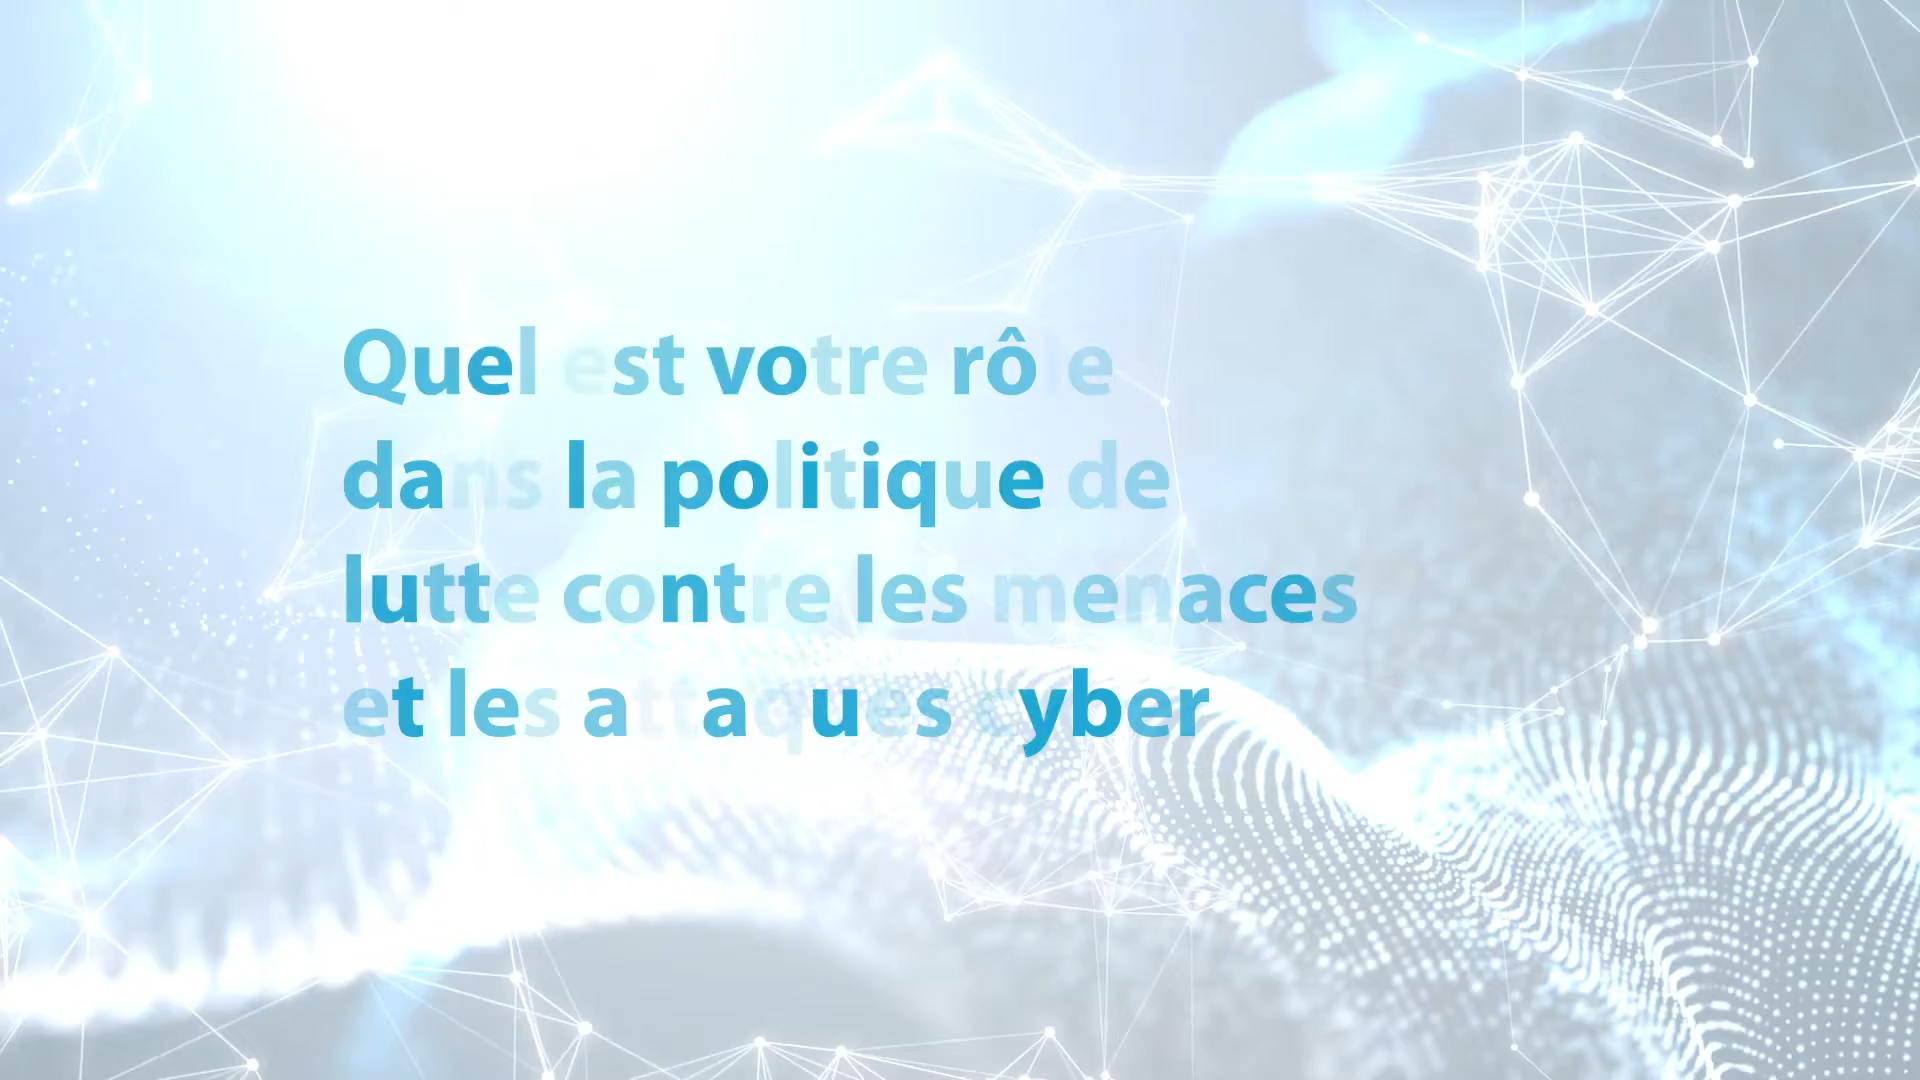 Quel est votre rôle
dans la politique de
lutte contre les menaces
et les attaques cyber